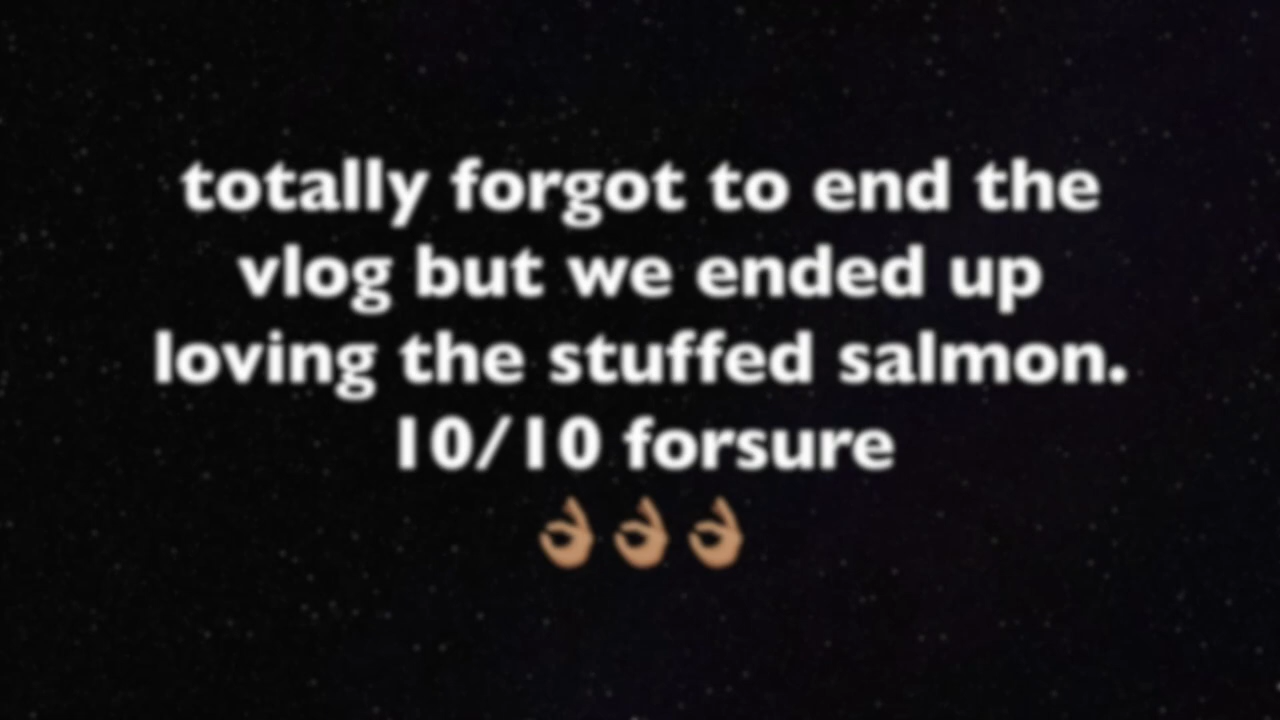 totally forgot to end the
vlog but we ended up
loving the stuffed salmon.
10/10 forsure
👌🏽👌🏽👌🏽